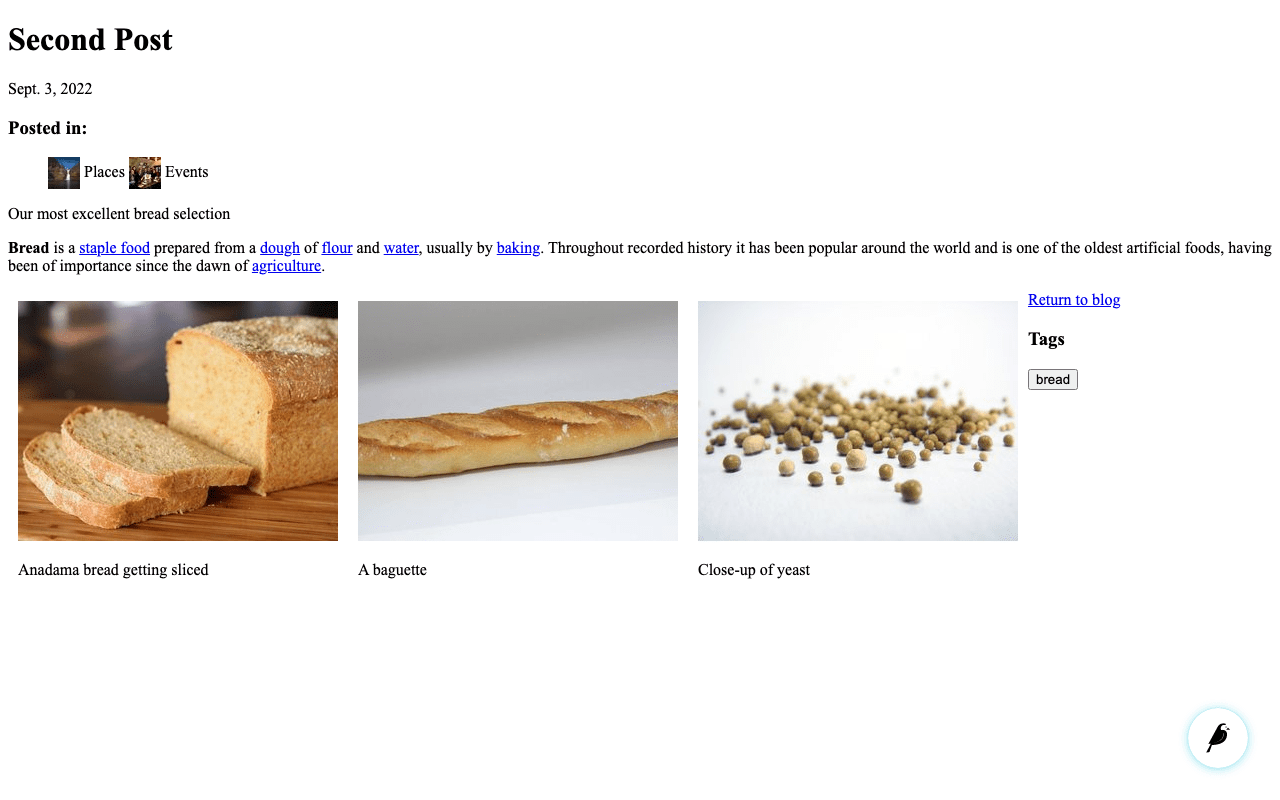 Second Post
Sept. 3, 2022
Posted in:
Places Events
Our most excellent bread selection
Bread is a staple food prepared from a dough of flour and water, usually by baking. Throughout recorded history it has been popular around the world and is one of the oldest artificial foods, having
been of importance since the dawn of agriculture.
Return to blog
Tags
bread
Anadama bread getting sliced
A baguette
Close-up of yeast